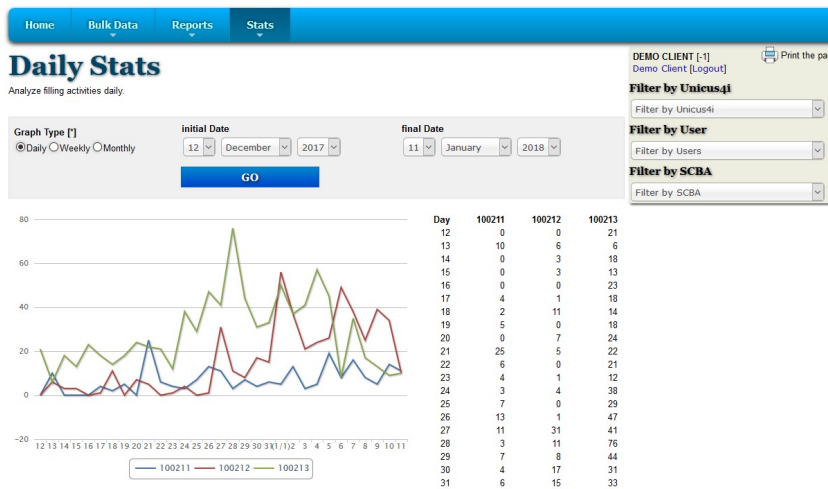 Home Bulk Data Reports Stats
Daily Stats
Analyze filling activities daily.
DEMO CLIENT [-1] Print the pa
Demo Client [Logout]
Filter by Unicus4i
Filter by Unicus4i
Filter by User
Filter by Users
Filter by SCBA
Filter by SCBA
Graph Type [*] initial Date final Date
Daily Weekly Monthly 12 December 2017 11 January 2018
GO
80
60
40
20
0
-20
12 13 14 15 16 17 18 19 20 21 22 23 24 25 26 27 28 29 30 31 (1/1) 2 3 4 5 6 7 8 9 10 11
100211 100212 100213
Day 100211 100212 100213
12 0 0 21
13 10 6 6
14 0 3 18
15 0 3 13
16 0 0 23
17 4 1 18
18 2 11 14
19 5 0 18
20 0 7 24
21 25 5 22
22 6 0 21
23 4 1 12
24 3 4 38
25 7 0 29
26 13 1 47
27 11 31 41
28 3 11 76
29 7 8 44
30 4 17 31
31 6 15 33